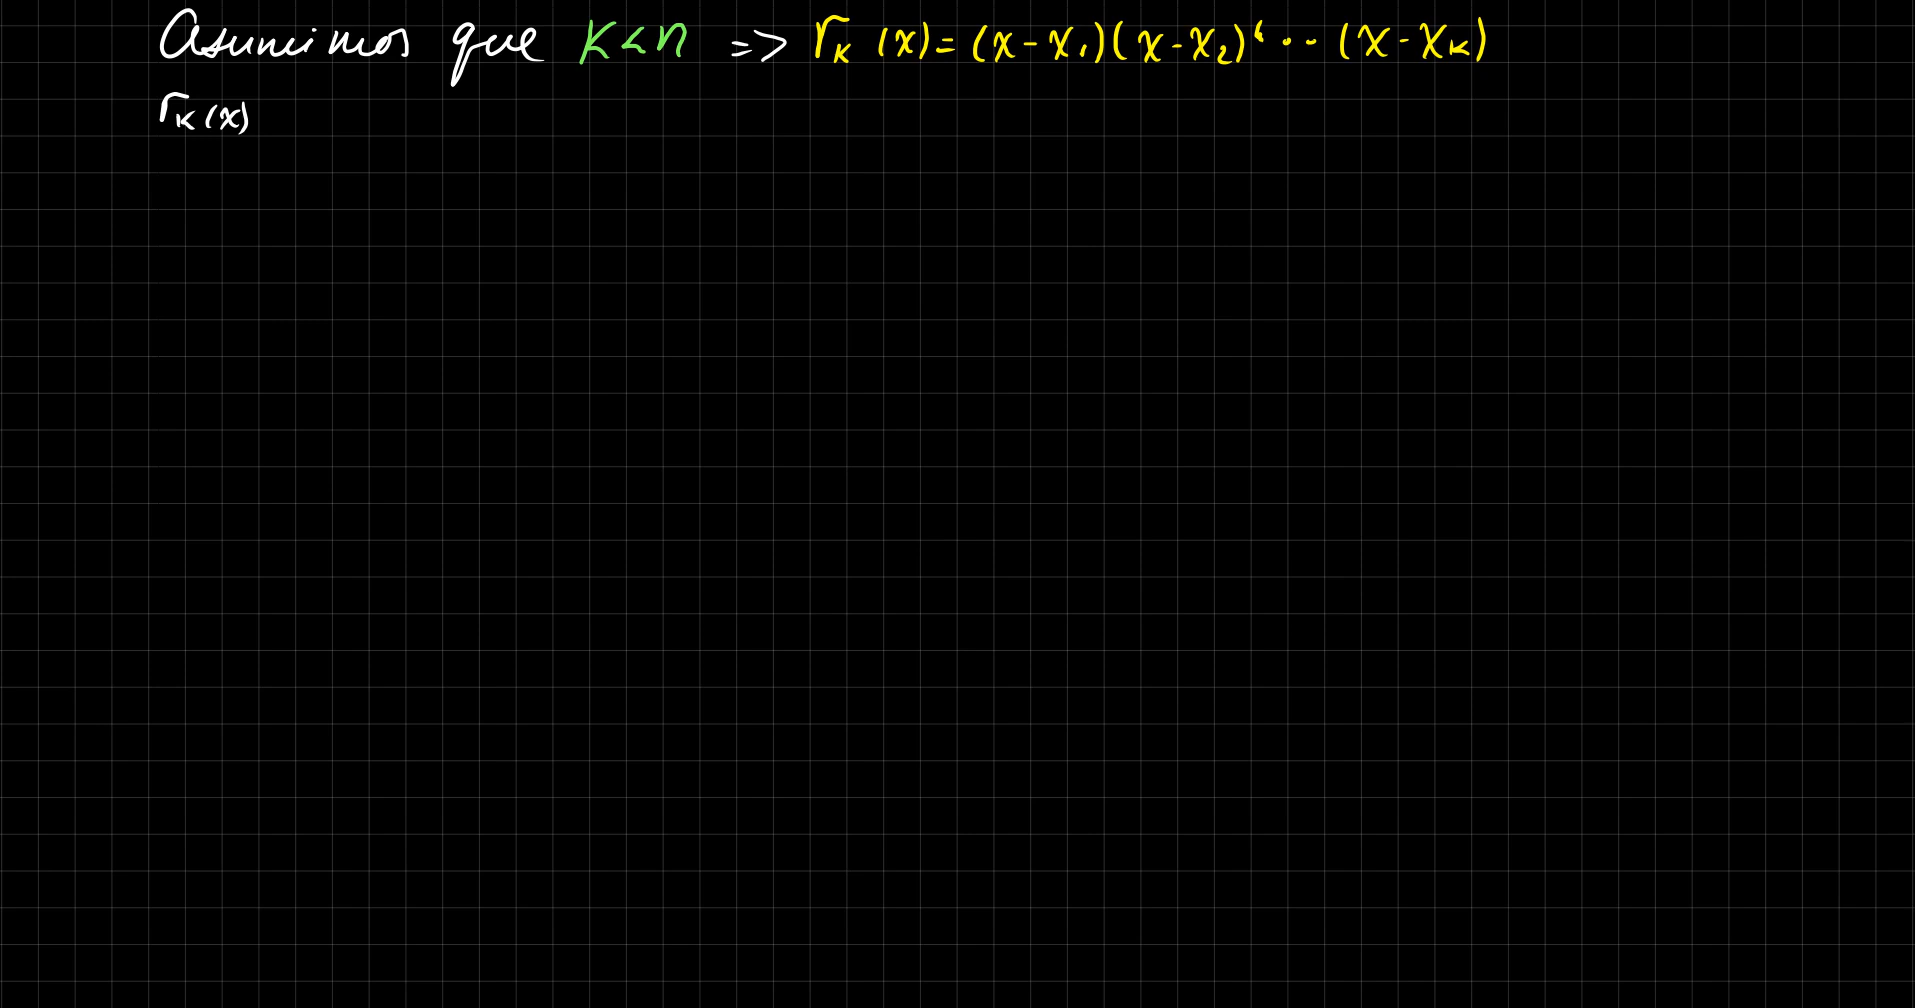 Asumimos que K<n => r_K (x) = (x - x_1)(x - x_2)· ·· (x - x_K)
r_K(x)